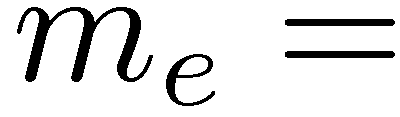 mₑ =